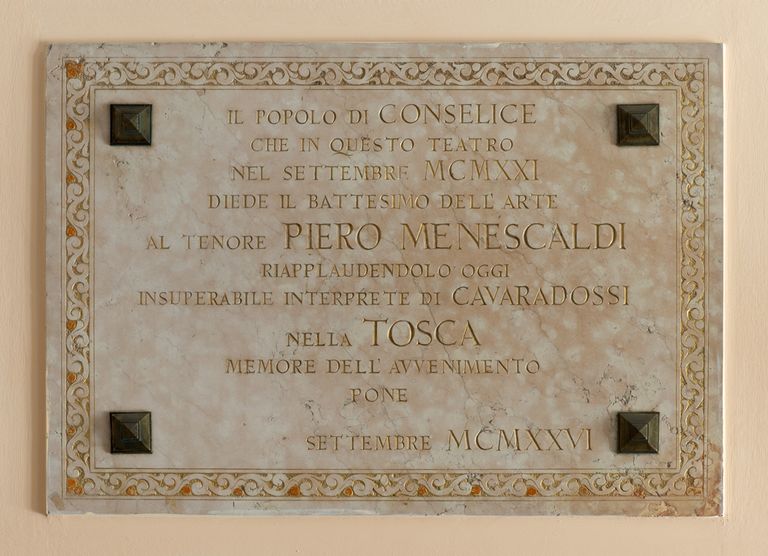 IL POPOLO DI CONSELICE
CHE IN QUESTO TEATRO
NEL SETTEMBRE MCMXXI
DIEDE IL BATTESIMO DELL' ARTE
AL TENORE PIERO MENESCALDI
RIAPPLAUDENDOLO OGGI
INSUPERABILE INTERPRETE DI CAVARADOSSI
NELLA TOSCA
MEMORE DELL' AVVENIMENTO
PONE
SETTEMBRE MCMXXVI